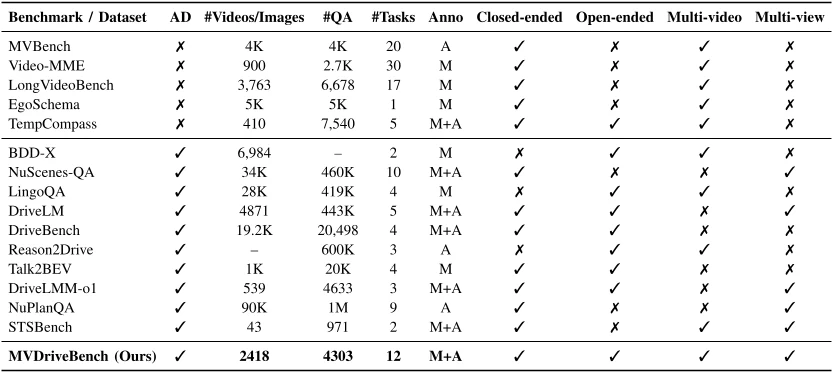 Benchmark / Dataset AD #Videos/Images #QA #Tasks Anno Closed-ended Open-ended Multi-video Multi-view
MVBench ✗ 4K 4K 20 A ✓ ✗ ✓ ✗
Video-MME ✗ 900 2.7K 30 M ✓ ✗ ✓ ✗
LongVideoBench ✗ 3,763 6,678 17 M ✓ ✗ ✓ ✗
EgoSchema ✗ 5K 5K 1 M ✓ ✗ ✓ ✗
TempCompass ✗ 410 7,540 5 M+A ✓ ✓ ✓ ✗
BDD-X ✓ 6,984 – 2 M ✗ ✓ ✓ ✗
NuScenes-QA ✓ 34K 460K 10 M+A ✓ ✗ ✗ ✓
LingoQA ✓ 28K 419K 4 M ✗ ✓ ✓ ✗
DriveLM ✓ 4871 443K 5 M+A ✓ ✓ ✗ ✓
DriveBench ✓ 19.2K 20,498 4 M+A ✓ ✓ ✗ ✗
Reason2Drive ✓ – 600K 3 A ✗ ✓ ✓ ✗
Talk2BEV ✓ 1K 20K 4 M ✓ ✓ ✗ ✗
DriveLMM-o1 ✓ 539 4633 3 M+A ✓ ✓ ✗ ✓
NuPlanQA ✓ 90K 1M 9 A ✓ ✗ ✗ ✓
STSBench ✓ 43 971 2 M+A ✓ ✗ ✓ ✓
MVDriveBench (Ours) ✓ 2418 4303 12 M+A ✓ ✓ ✓ ✓